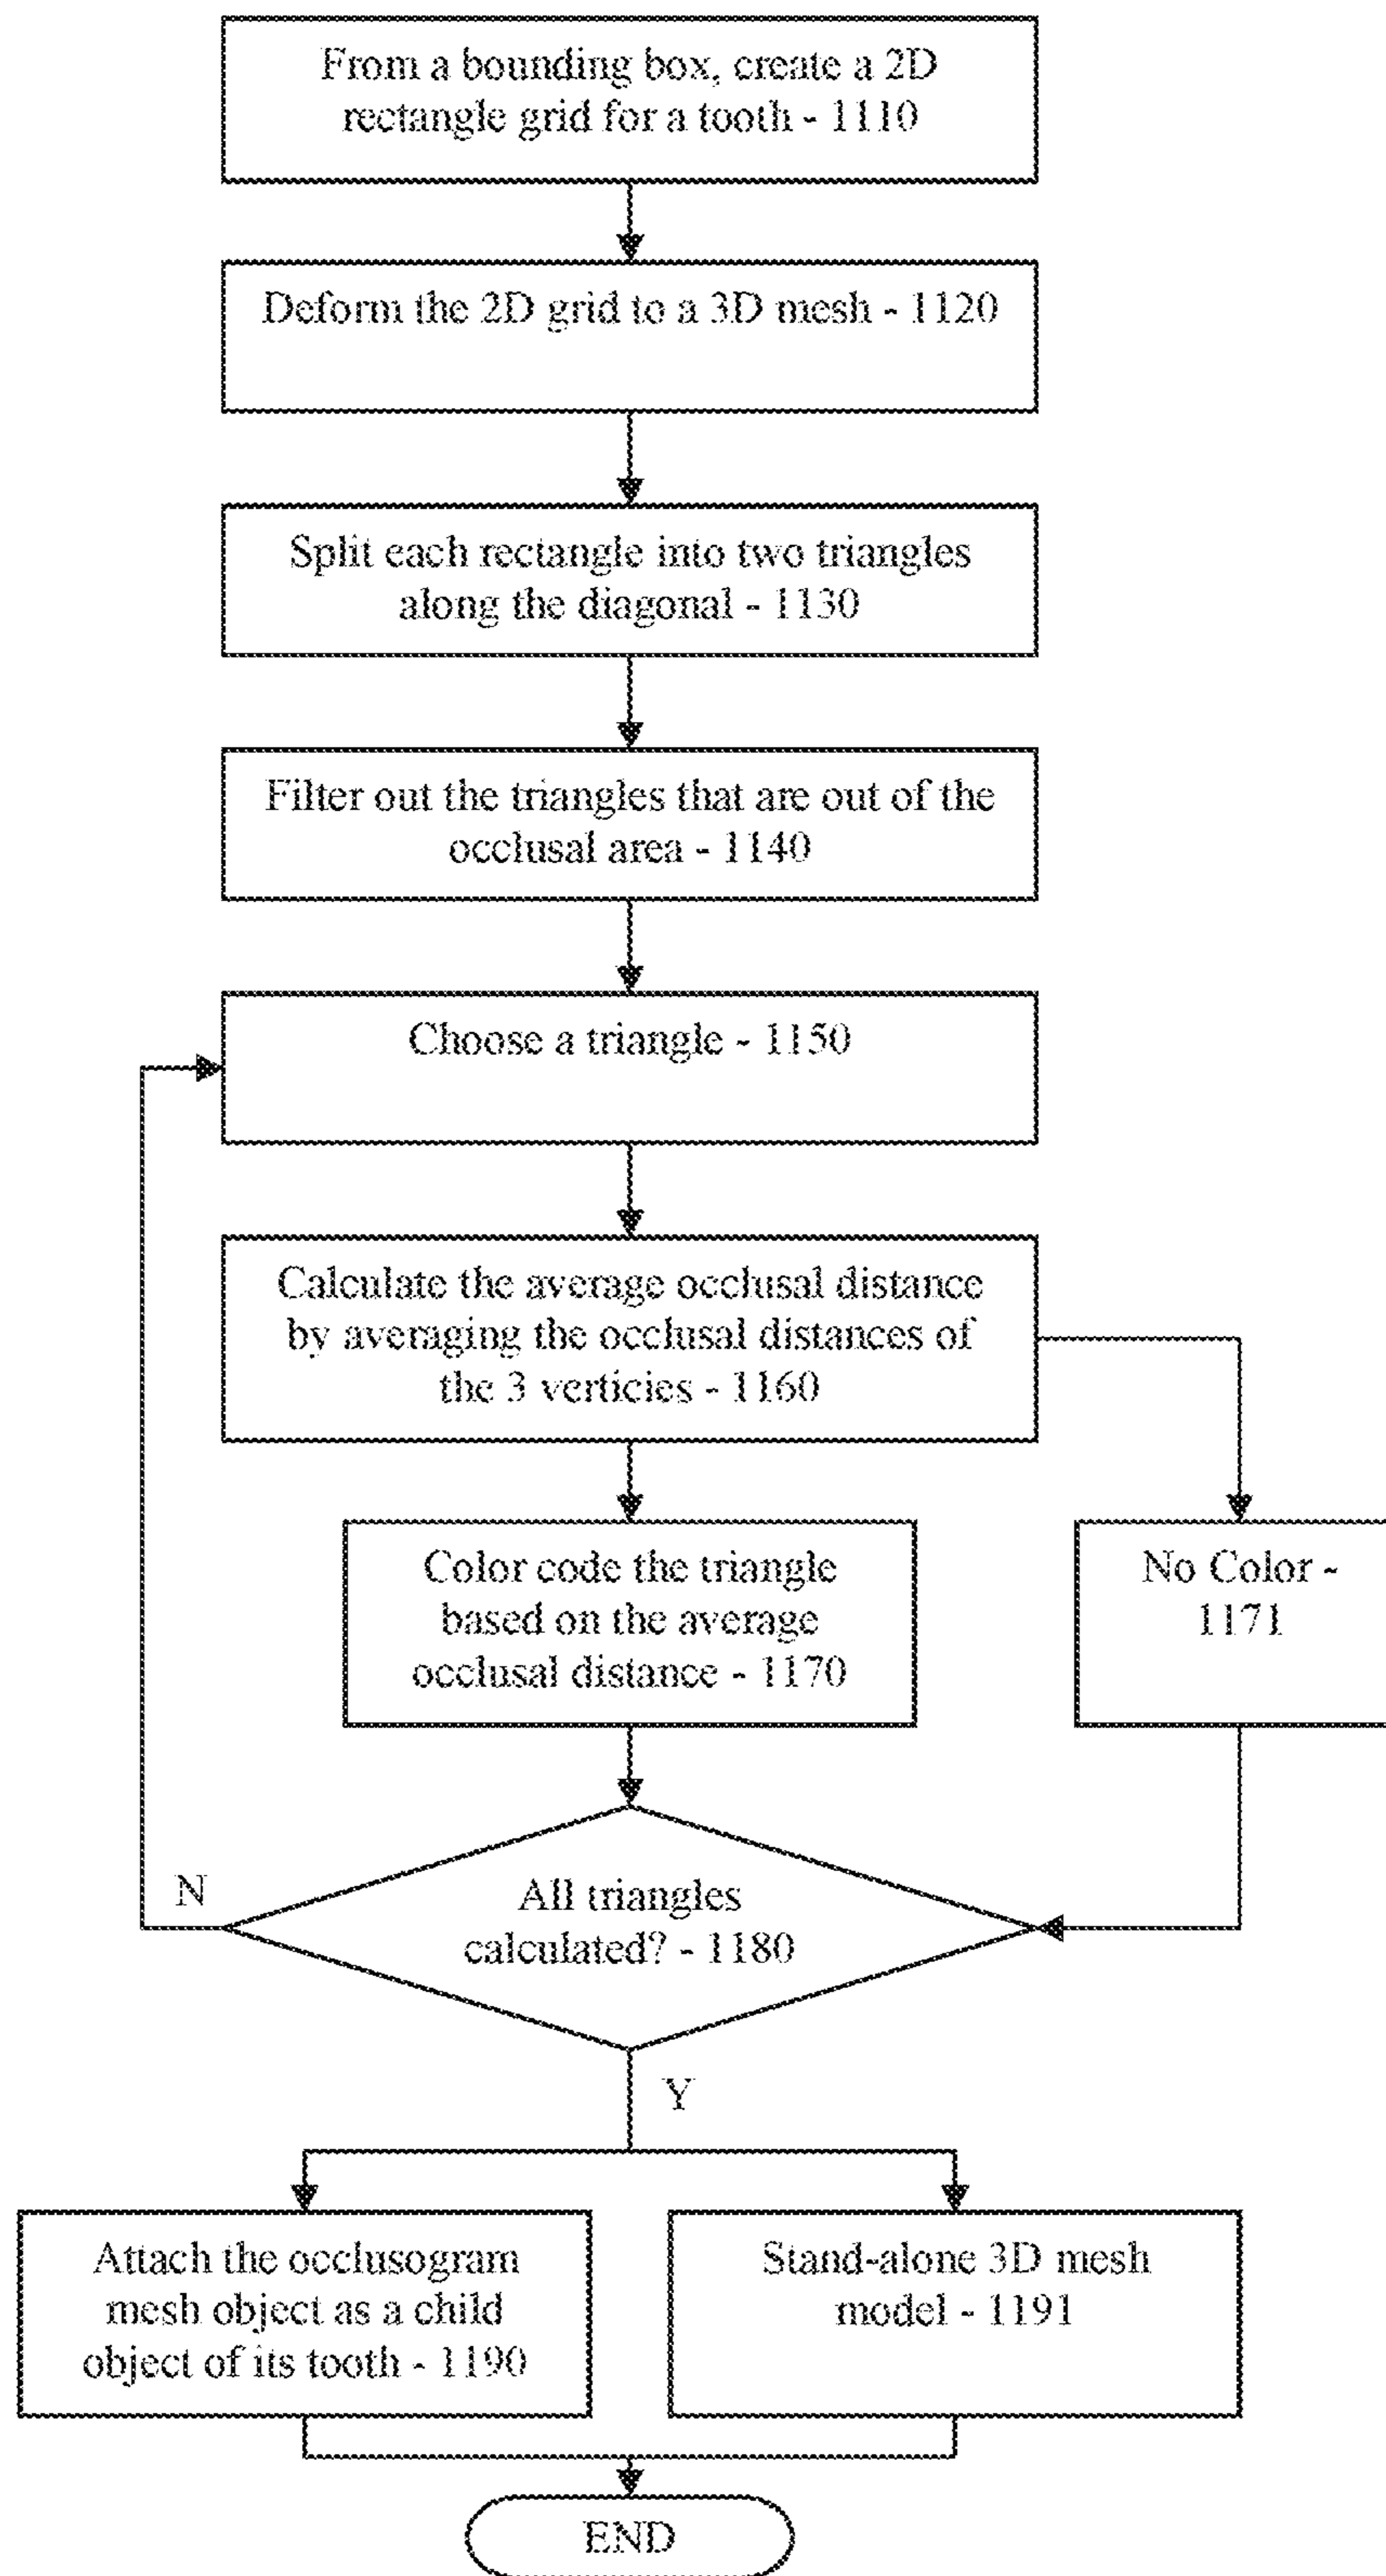 From a bounding box, create a 2D
rectangle grid for a tooth - 1110
Deform the 2D grid to a 3D mesh - 1120
Split each rectangle into two triangles
along the diagonal - 1130
Filter out the triangles that are out of the
occlusal area - 1140
Choose a triangle - 1150
Calculate the average occlusal distance
by averaging the occlusal distances of
the 3 verticies - 1160
Color code the triangle
based on the average
occlusal distance - 1170
No Color -
1171
N
All triangles
calculated? - 1180
Y
Attach the occlusogram
mesh object as a child
object of its tooth - 1190
Stand-alone 3D mesh
model - 1191
END